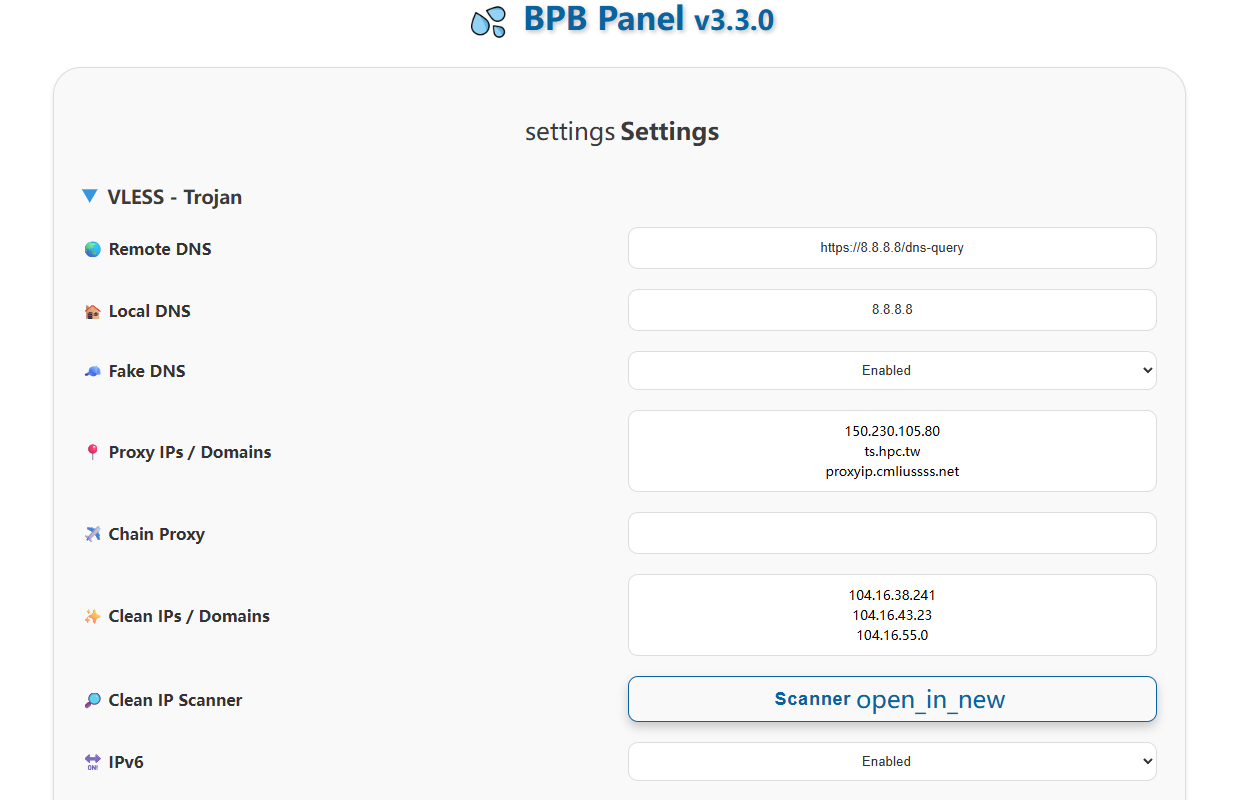 BPB Panel v3.3.0
settings Settings
VLESS - Trojan
Remote DNS
https://8.8.8.8/dns-query
Local DNS
8.8.8.8
Fake DNS
Enabled
Proxy IPs / Domains
150.230.105.80
ts.hpc.tw
proxyip.cmliussss.net
Chain Proxy
Clean IPs / Domains
104.16.38.241
104.16.43.23
104.16.55.0
Clean IP Scanner
Scanner open_in_new
ON!
IPv6
Enabled